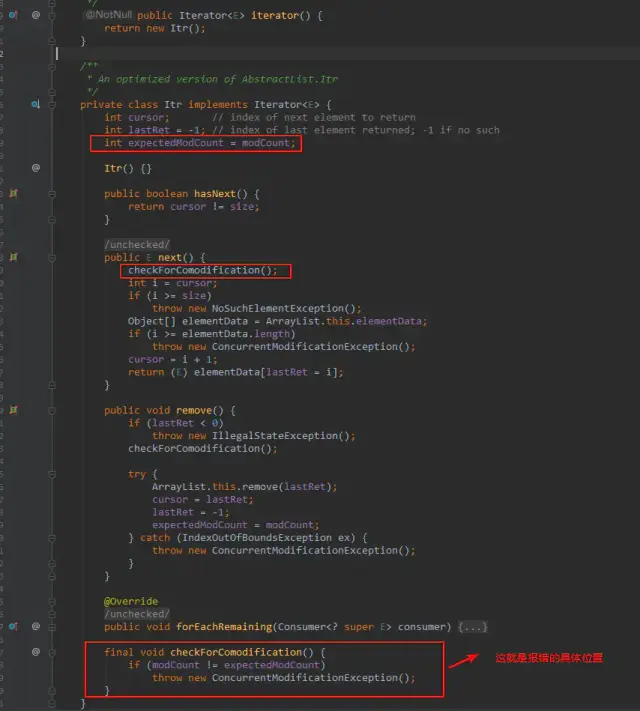 */
@NotNull public Iterator<E> iterator() {
return new Itr();
}
/**
* An optimized version of AbstractList.Itr
*/
private class Itr implements Iterator<E> {
int cursor;       // index of next element to return
int lastRet = -1; // index of last element returned; -1 if no such
int expectedModCount = modCount;
Itr() {}
public boolean hasNext() {
return cursor != size;
}
/unchecked/
public E next() {
checkForComodification();
int i = cursor;
if (i >= size)
throw new NoSuchElementException();
Object[] elementData = ArrayList.this.elementData;
if (i >= elementData.length)
throw new ConcurrentModificationException();
cursor = i + 1;
return (E) elementData[lastRet = i];
}
public void remove() {
if (lastRet < 0)
throw new IllegalStateException();
checkForComodification();
try {
ArrayList.this.remove(lastRet);
cursor = lastRet;
lastRet = -1;
expectedModCount = modCount;
} catch (IndexOutOfBoundsException ex) {
throw new ConcurrentModificationException();
}
}
@Override
/unchecked/
public void forEachRemaining(Consumer<? super E> consumer) {...}
final void checkForComodification() {
if (modCount != expectedModCount)
throw new ConcurrentModificationException();
}
}
这就是报错的具体位置